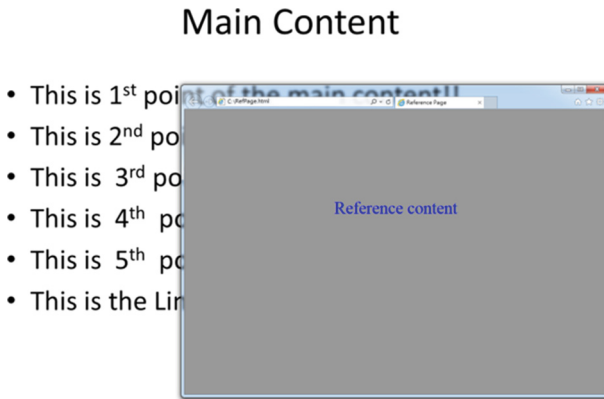 Main Content
• This is 1st point of the main content!!
C:\RefPage.html
Reference Page
• This is 2nd po
• This is 3rd po
Reference content
• This is 4th po
• This is 5th po
• This is the Lin